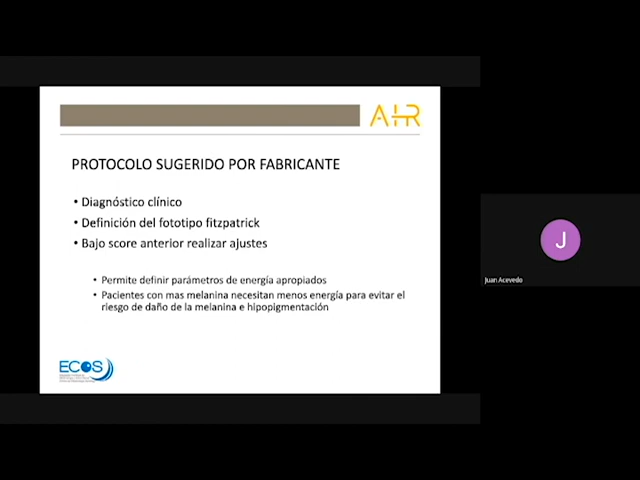 AHR
PROTOCOLO SUGERIDO POR FABRICANTE
• Diagnóstico clínico
• Definición del fototipo fitzpatrick
• Bajo score anterior realizar ajustes
• Permite definir parámetros de energía apropiados
• Pacientes con mas melanina necesitan menos energía para evitar el
riesgo de daño de la melanina e hipopigmentación
ECOS
J
Juan Acevedo